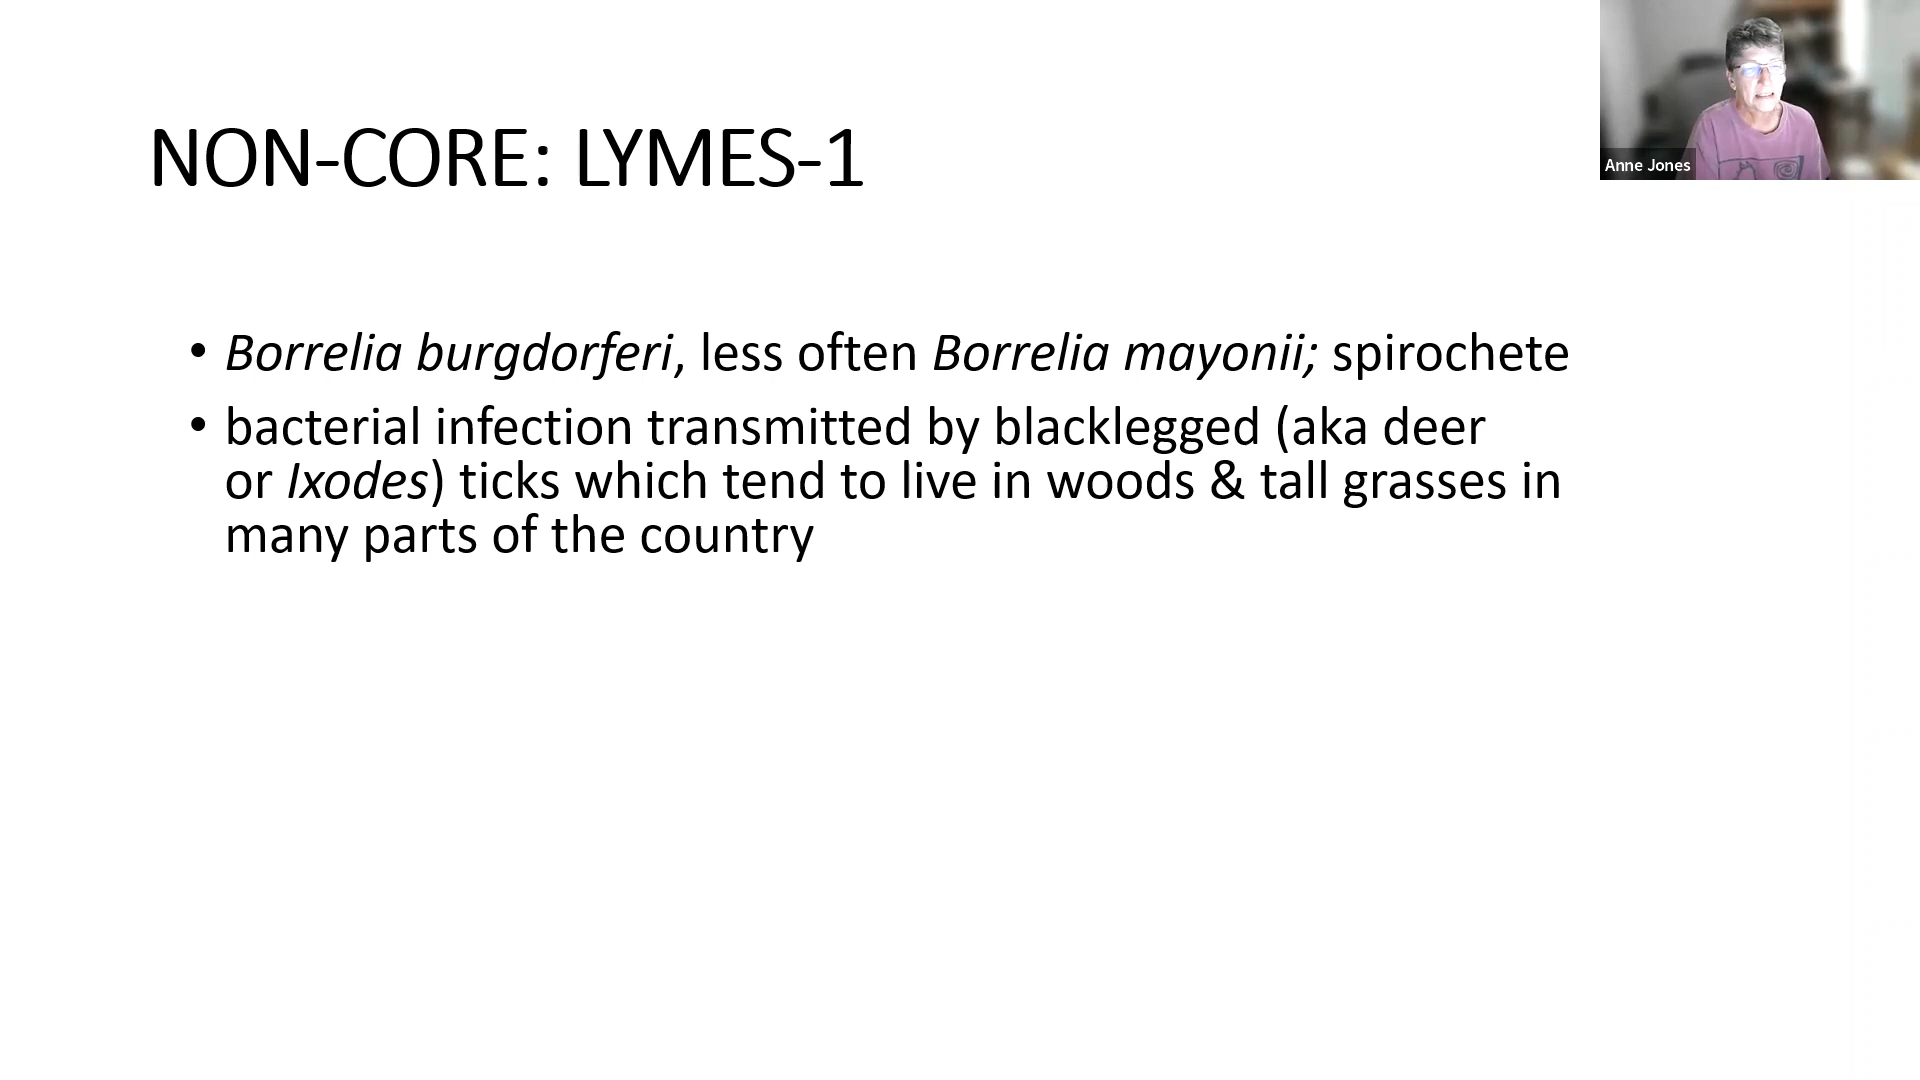 NON-CORE: LYMES-1
Anne Jones
• Borrelia burgdorferi, less often Borrelia mayonii; spirochete
• bacterial infection transmitted by blacklegged (aka deer
or Ixodes) ticks which tend to live in woods & tall grasses in
many parts of the country